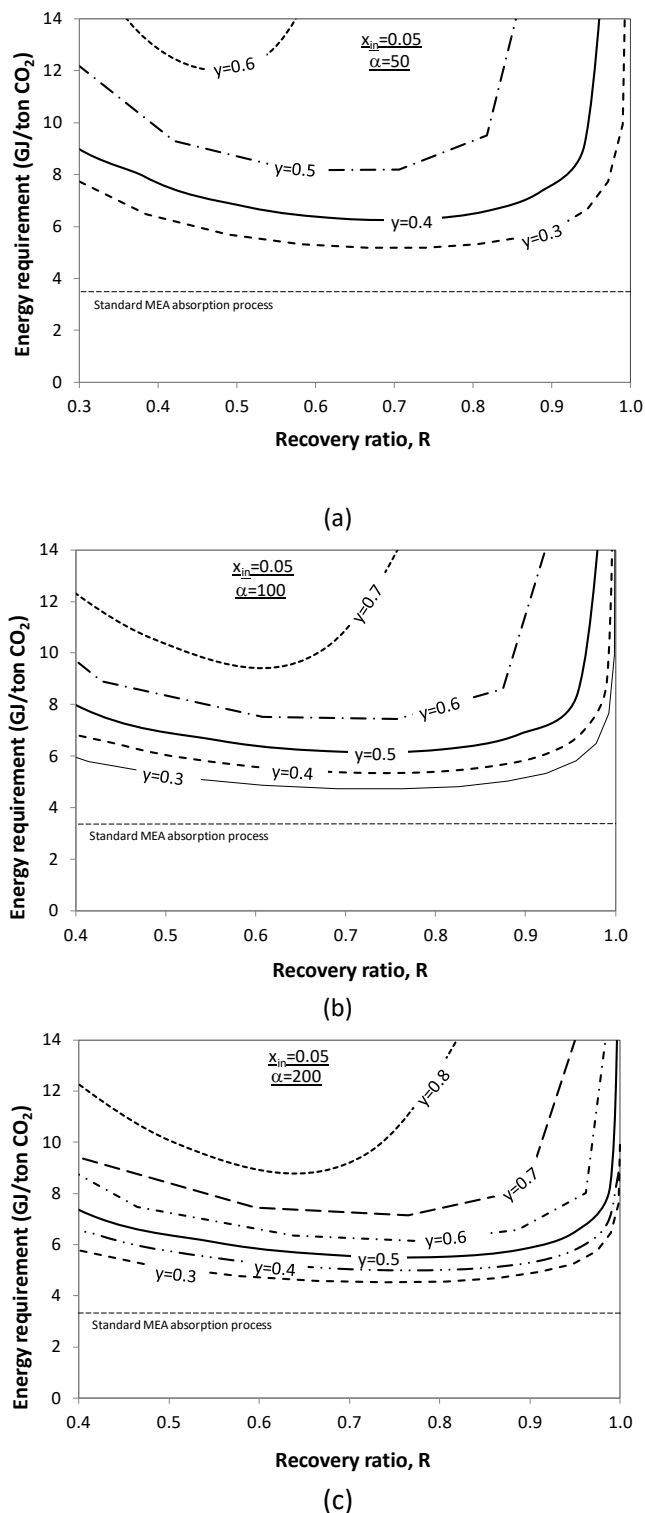 Energy requirement (GJ/ton CO2)
14
12
10
8
6
4
2
0
xin=0.05
α=50
y=0.6
y=0.5
y=0.4
y=0.3
Standard MEA absorption process
0.3 0.4 0.5 0.6 0.7 0.8 0.9 1.0
Recovery ratio, R
(a)
Energy requirement (GJ/ton CO2)
14
12
10
8
6
4
2
0
xin=0.05
α=100
y=0.7
y=0.6
y=0.5
y=0.4
y=0.3
Standard MEA absorption process
0.4 0.5 0.6 0.7 0.8 0.9 1.0
Recovery ratio, R
(b)
Energy requirement (GJ/ton CO2)
14
12
10
8
6
4
2
0
xin=0.05
α=200
y=0.8
y=0.7
y=0.6
y=0.5
y=0.4
y=0.3
Standard MEA absorption process
0.4 0.5 0.6 0.7 0.8 0.9 1.0
Recovery ratio, R
(c)